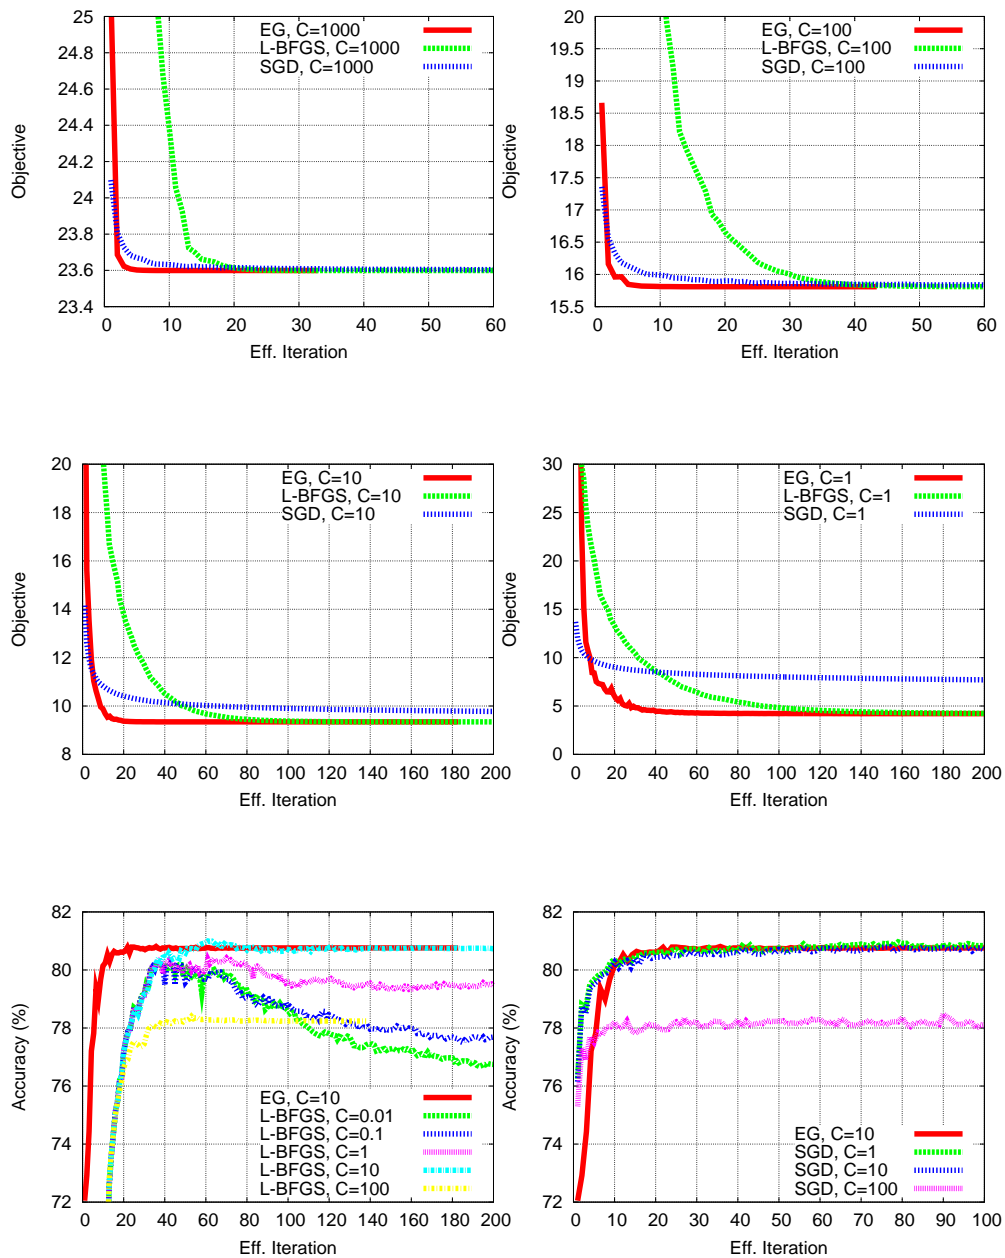 EG, C=1000
L-BFGS, C=1000
SGD, C=1000
25
24.8
24.6
24.4
24.2
24
23.8
23.6
23.4
Objective
0 10 20 30 40 50 60
Eff. Iteration
EG, C=100
L-BFGS, C=100
SGD, C=100
20
19.5
19
18.5
18
17.5
17
16.5
16
15.5
Objective
0 10 20 30 40 50 60
Eff. Iteration
EG, C=10
L-BFGS, C=10
SGD, C=10
20
18
16
14
12
10
8
Objective
0 20 40 60 80 100 120 140 160 180 200
Eff. Iteration
EG, C=1
L-BFGS, C=1
SGD, C=1
30
25
20
15
10
5
0
Objective
0 20 40 60 80 100 120 140 160 180 200
Eff. Iteration
82
80
78
76
74
72
Accuracy (%)
EG, C=10
L-BFGS, C=0.01
L-BFGS, C=0.1
L-BFGS, C=1
L-BFGS, C=10
L-BFGS, C=100
0 20 40 60 80 100 120 140 160 180 200
Eff. Iteration
82
80
78
76
74
72
Accuracy (%)
EG, C=10
SGD, C=1
SGD, C=10
SGD, C=100
0 10 20 30 40 50 60 70 80 90 100
Eff. Iteration